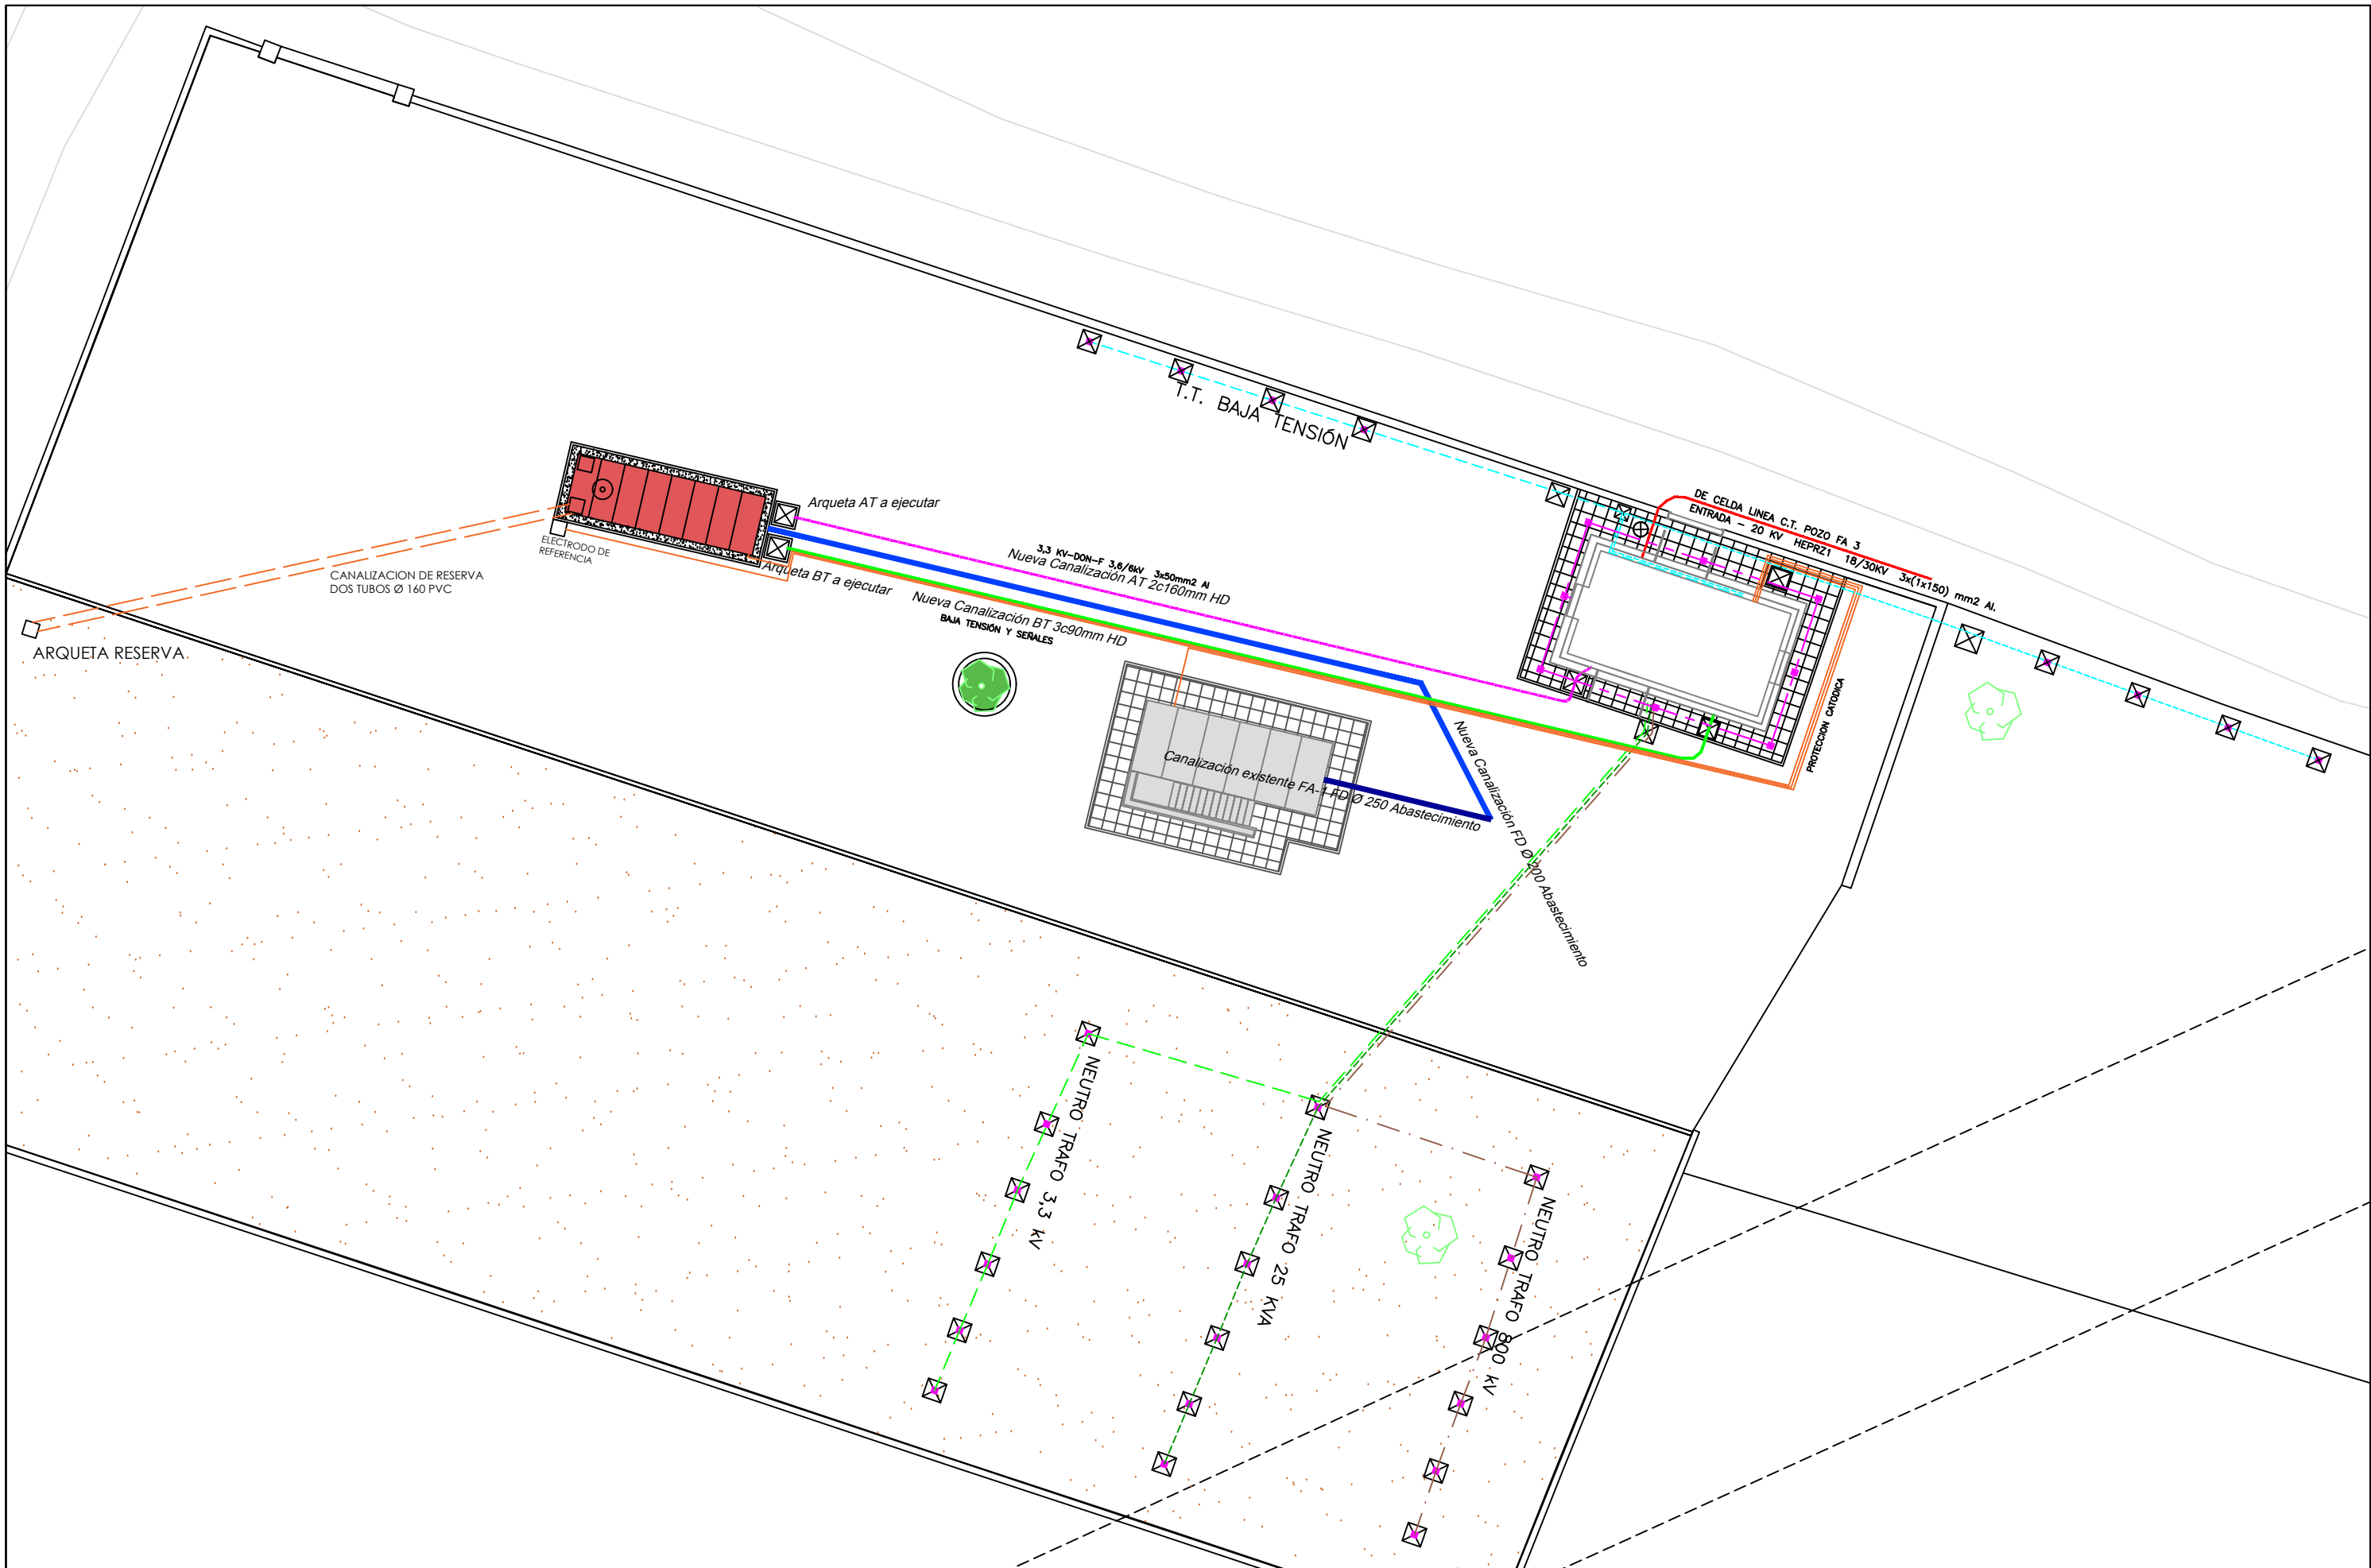 DE CELDA LINEA C.T. POZO FA 3
ENTRADA - 20 KV HEPRZ1 18/30KV 3x(1x150) mm2 Al.
T.T. BAJA TENSIÓN
Arqueta AT a ejecutar
ELECTRODO DE
REFERENCIA
CANALIZACION DE RESERVA
DOS TUBOS Ø 160 PVC
ARQUETA RESERVA
Arqueta BT a ejecutar
3,3 KV-DON-F 3,6/6kV 3x50mm2 Al
Nueva Canalización AT 2c160mm HD
Nueva Canalización BT 3c90mm HD
BAJA TENSIÓN Y SEÑALES
PROTECCION CATODICA
Canalización existente FA-1 FD Ø 250 Abastecimiento
Nueva Canalización FD Ø 200 Abastecimiento
NEUTRO TRAFO 3,3 kV
NEUTRO TRAFO 25 KVA
NEUTRO TRAFO 800 kV